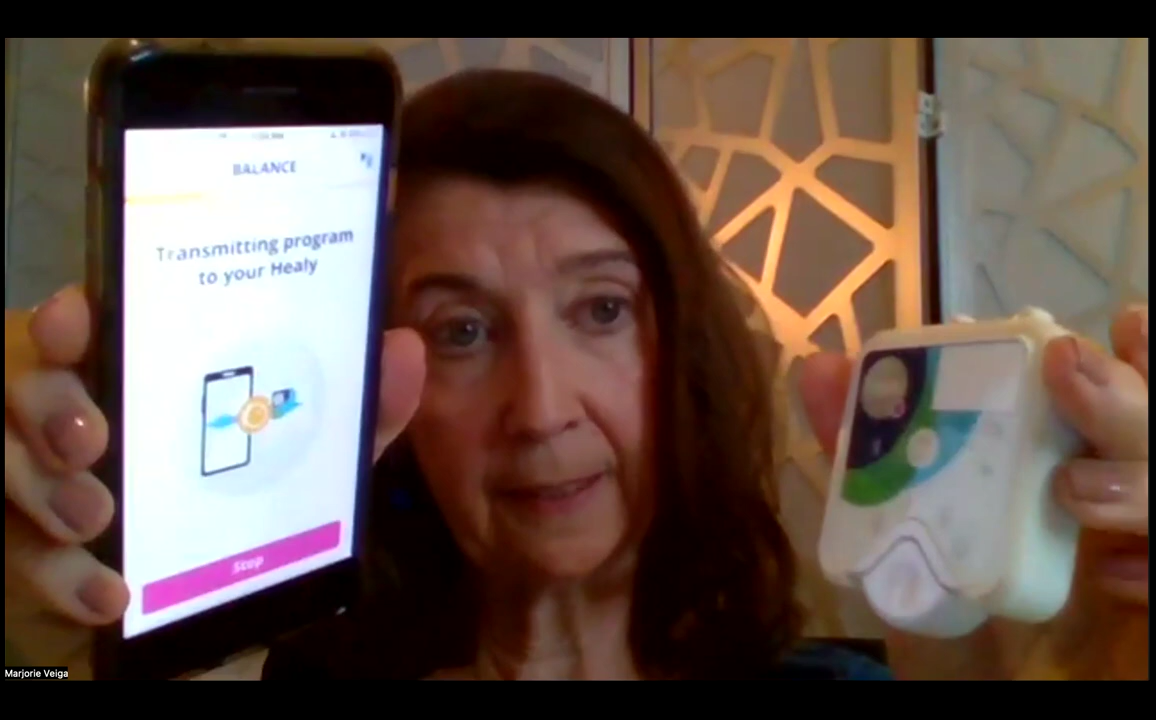 BALANCE
Transmitting program
to your Healy
Stop
Marjorie Veiga